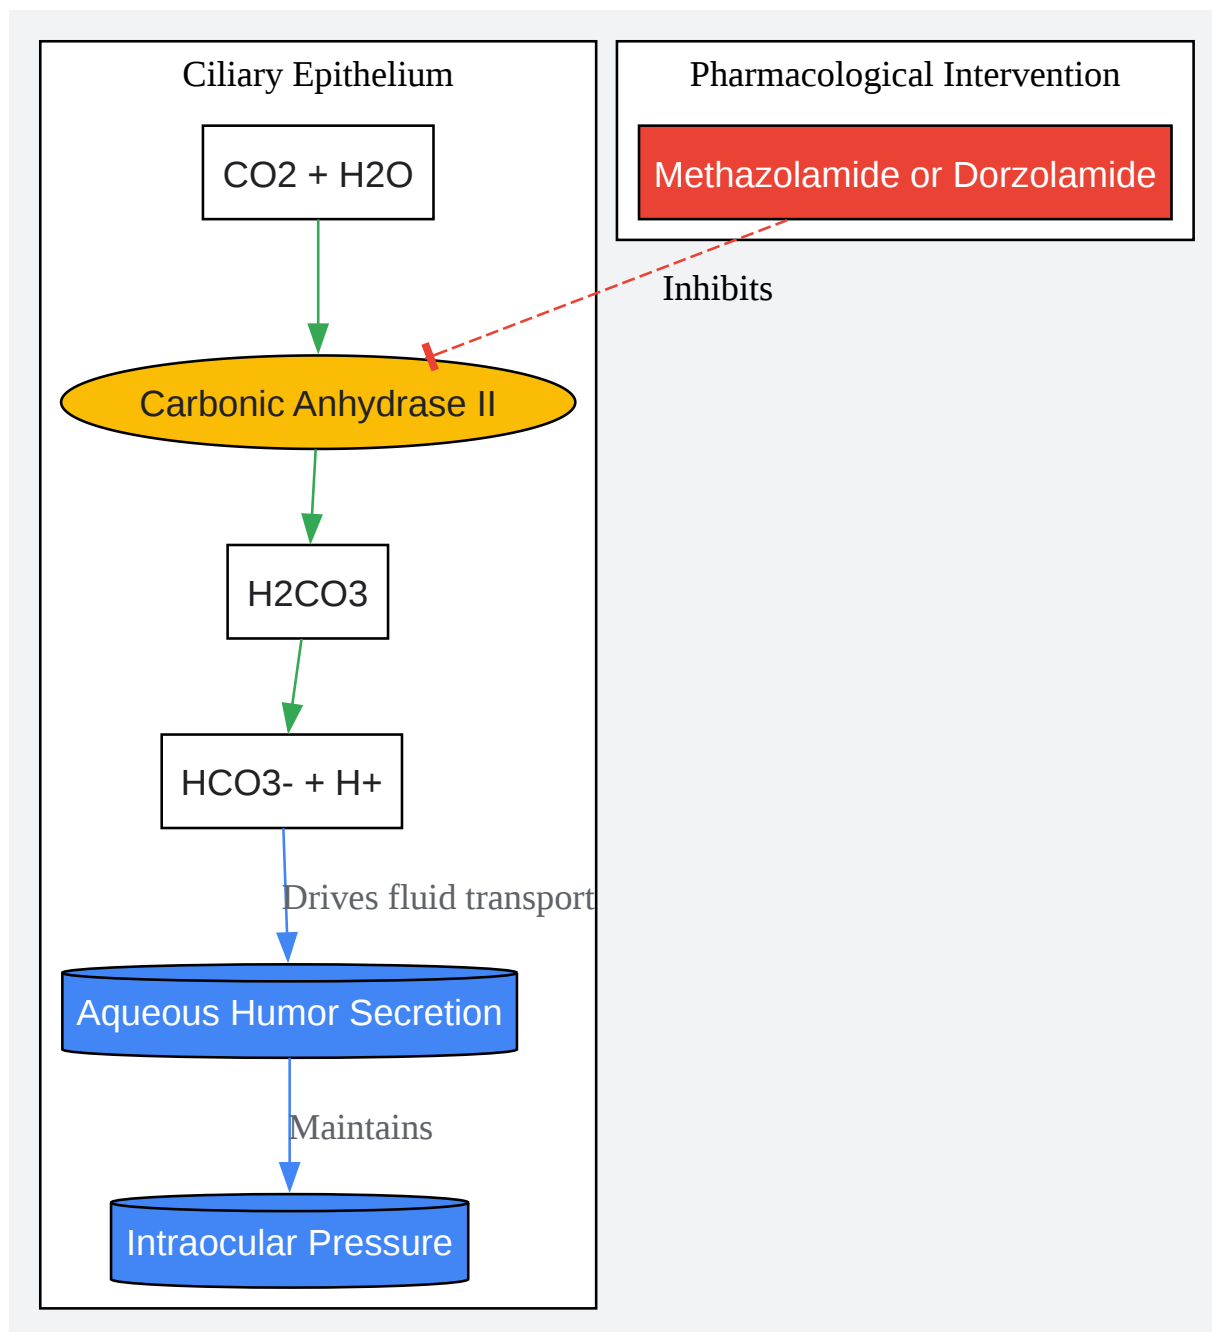 Ciliary Epithelium
CO2 + H2O
Carbonic Anhydrase II
H2CO3
HCO3- + H+
Drives fluid transport
Aqueous Humor Secretion
Maintains
Intraocular Pressure
Pharmacological Intervention
Methazolamide or Dorzolamide
Inhibits